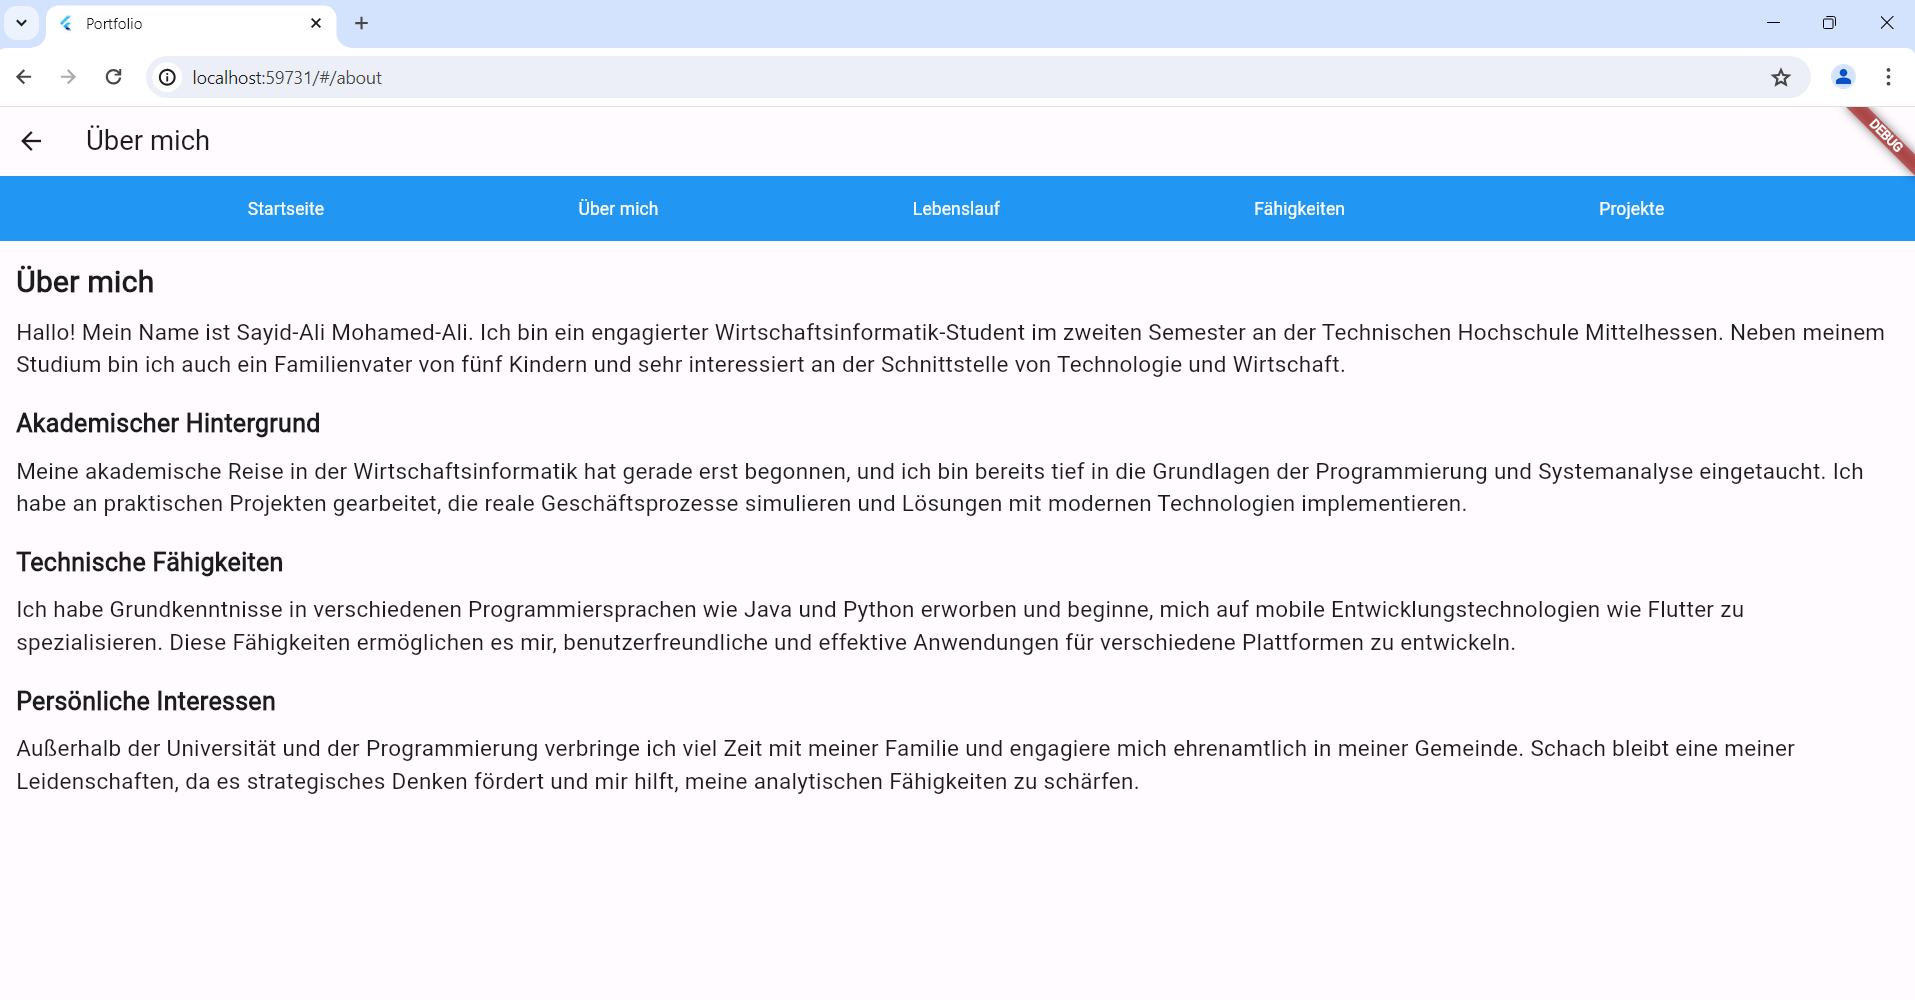 Portfolio
localhost:59731/#/about
Über mich
DEBUG
Startseite Über mich Lebenslauf Fähigkeiten Projekte
Über mich
Hallo! Mein Name ist Sayid-Ali Mohamed-Ali. Ich bin ein engagierter Wirtschaftsinformatik-Student im zweiten Semester an der Technischen Hochschule Mittelhessen. Neben meinem
Studium bin ich auch ein Familienvater von fünf Kindern und sehr interessiert an der Schnittstelle von Technologie und Wirtschaft.
Akademischer Hintergrund
Meine akademische Reise in der Wirtschaftsinformatik hat gerade erst begonnen, und ich bin bereits tief in die Grundlagen der Programmierung und Systemanalyse eingetaucht. Ich
habe an praktischen Projekten gearbeitet, die reale Geschäftsprozesse simulieren und Lösungen mit modernen Technologien implementieren.
Technische Fähigkeiten
Ich habe Grundkenntnisse in verschiedenen Programmiersprachen wie Java und Python erworben und beginne, mich auf mobile Entwicklungstechnologien wie Flutter zu
spezialisieren. Diese Fähigkeiten ermöglichen es mir, benutzerfreundliche und effektive Anwendungen für verschiedene Plattformen zu entwickeln.
Persönliche Interessen
Außerhalb der Universität und der Programmierung verbringe ich viel Zeit mit meiner Familie und engagiere mich ehrenamtlich in meiner Gemeinde. Schach bleibt eine meiner
Leidenschaften, da es strategisches Denken fördert und mir hilft, meine analytischen Fähigkeiten zu schärfen.